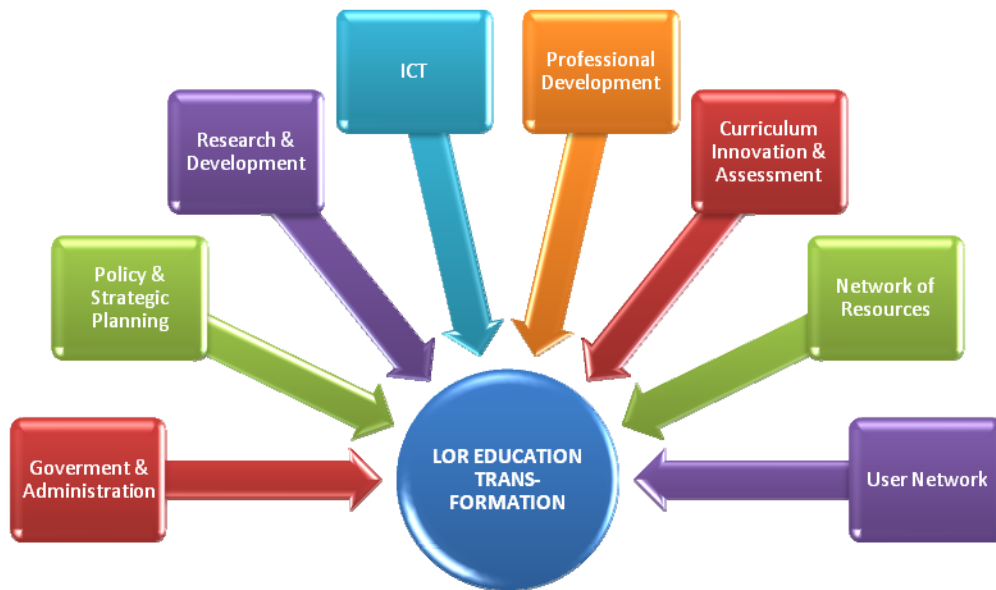 ICT
Professional
Development
Research &
Development
Curriculum
Innovation &
Assessment
Policy &
Strategic
Planning
Network of
Resources
Goverment &
Administration
LOR EDUCATION
TRANS-
FORMATION
User Network